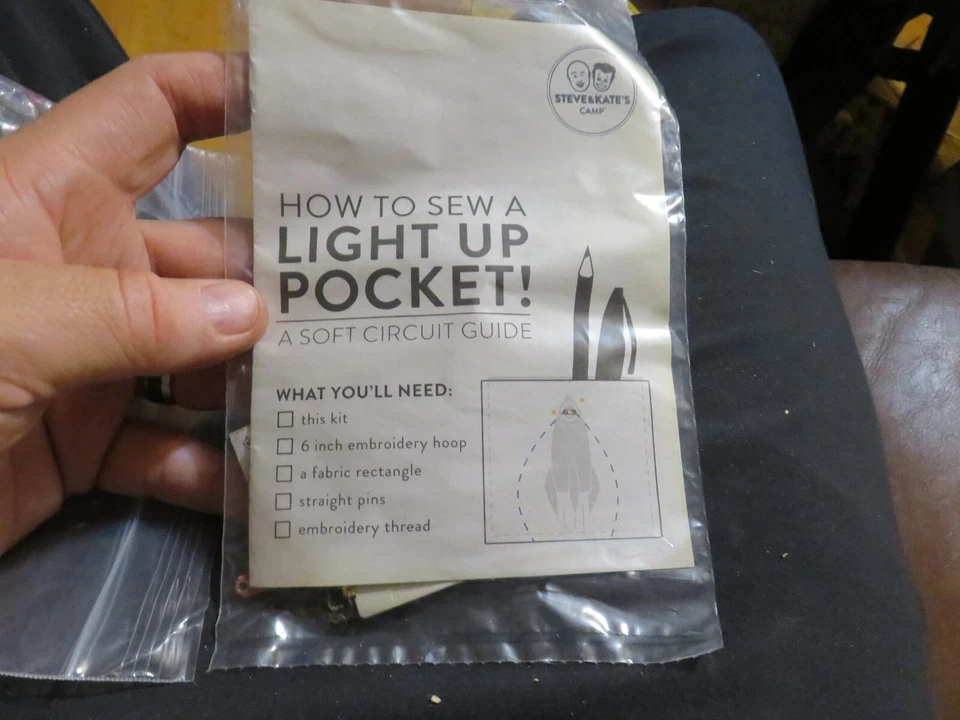 STEVE&KATE'S
CAMP
HOW TO SEW A
LIGHT UP
POCKET!
A SOFT CIRCUIT GUIDE
WHAT YOU'LL NEED:
this kit
6 inch embroidery hoop
a fabric rectangle
straight pins
embroidery thread